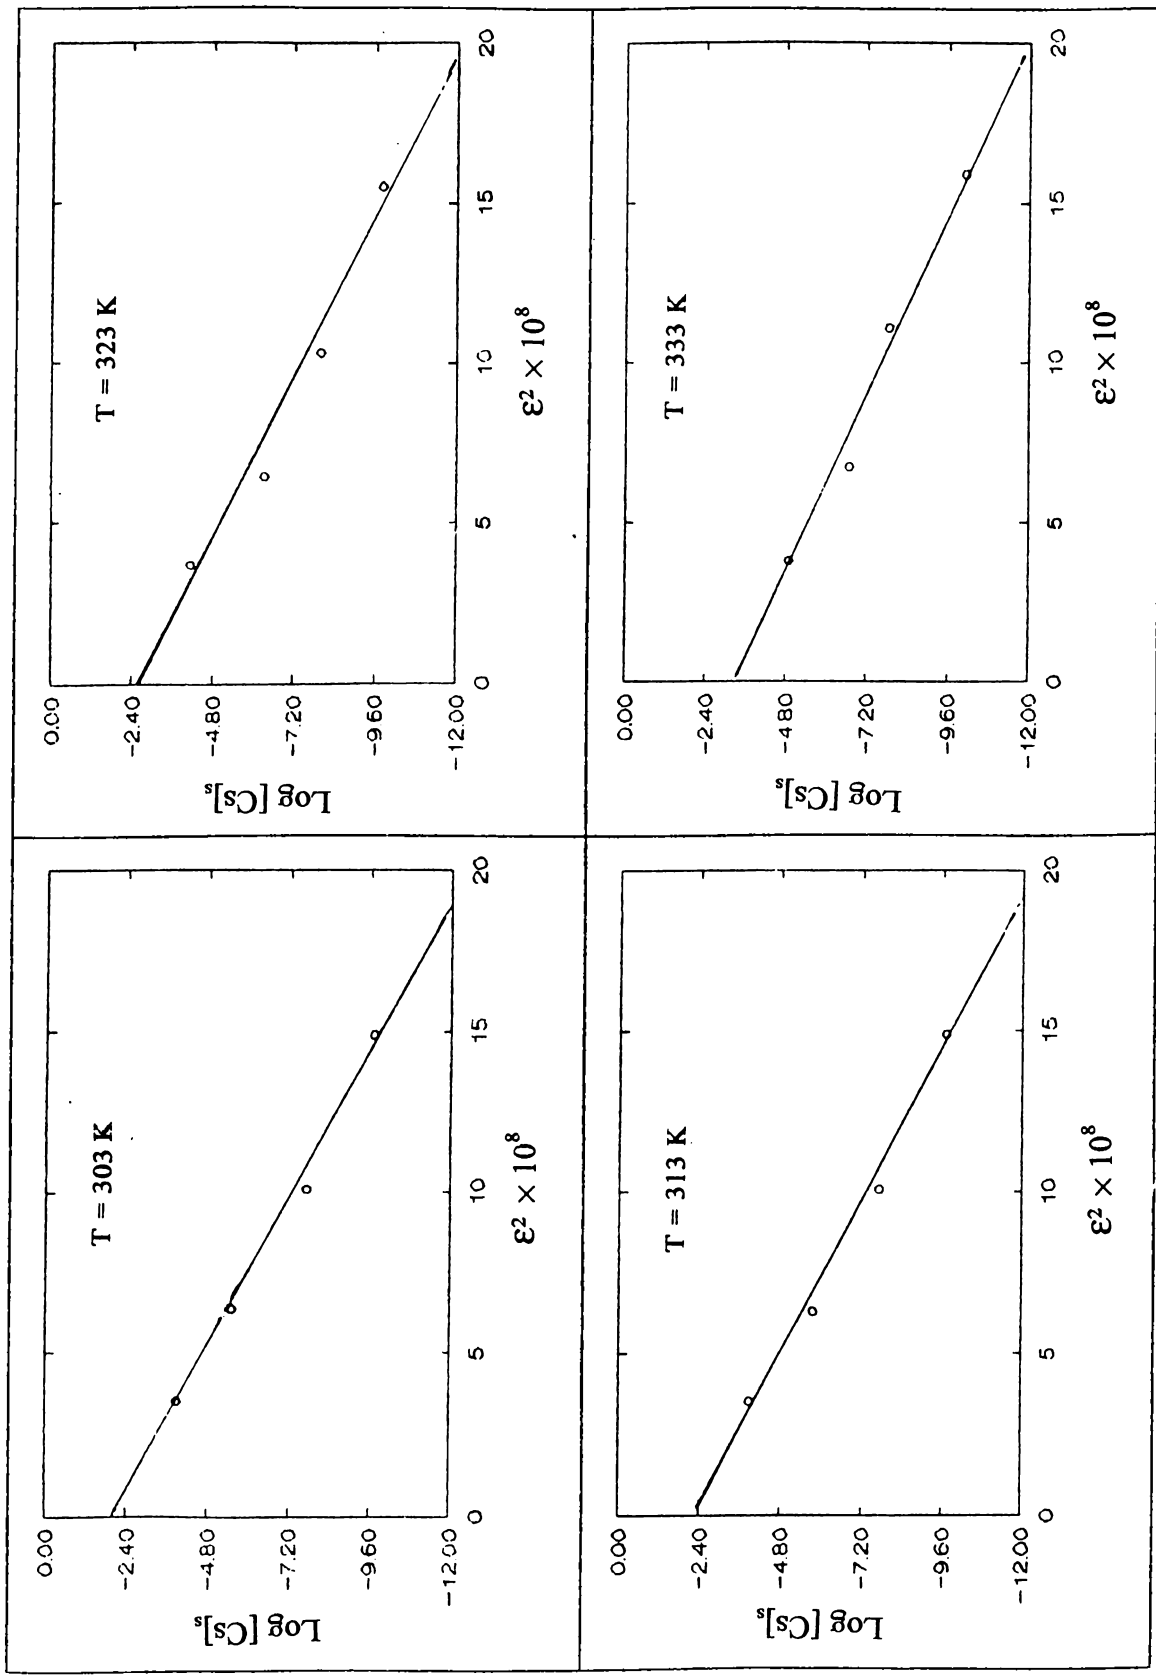 0.00
-2.40
-4.80
-7.20
-9.60
-12.00
Log [Cs]ₛ
T = 303 K
0 5 10 15 20
ε² × 10⁸
0.00
-2.40
-4.80
-7.20
-9.60
-12.00
Log [Cs]ₛ
T = 323 K
0 5 10 15 20
ε² × 10⁸
0.00
-2.40
-4.80
-7.20
-9.60
-12.00
Log [Cs]ₛ
T = 313 K
0 5 10 15 20
ε² × 10⁸
0.00
-2.40
-4.80
-7.20
-9.60
-12.00
Log [Cs]ₛ
T = 333 K
0 5 10 15 20
ε² × 10⁸